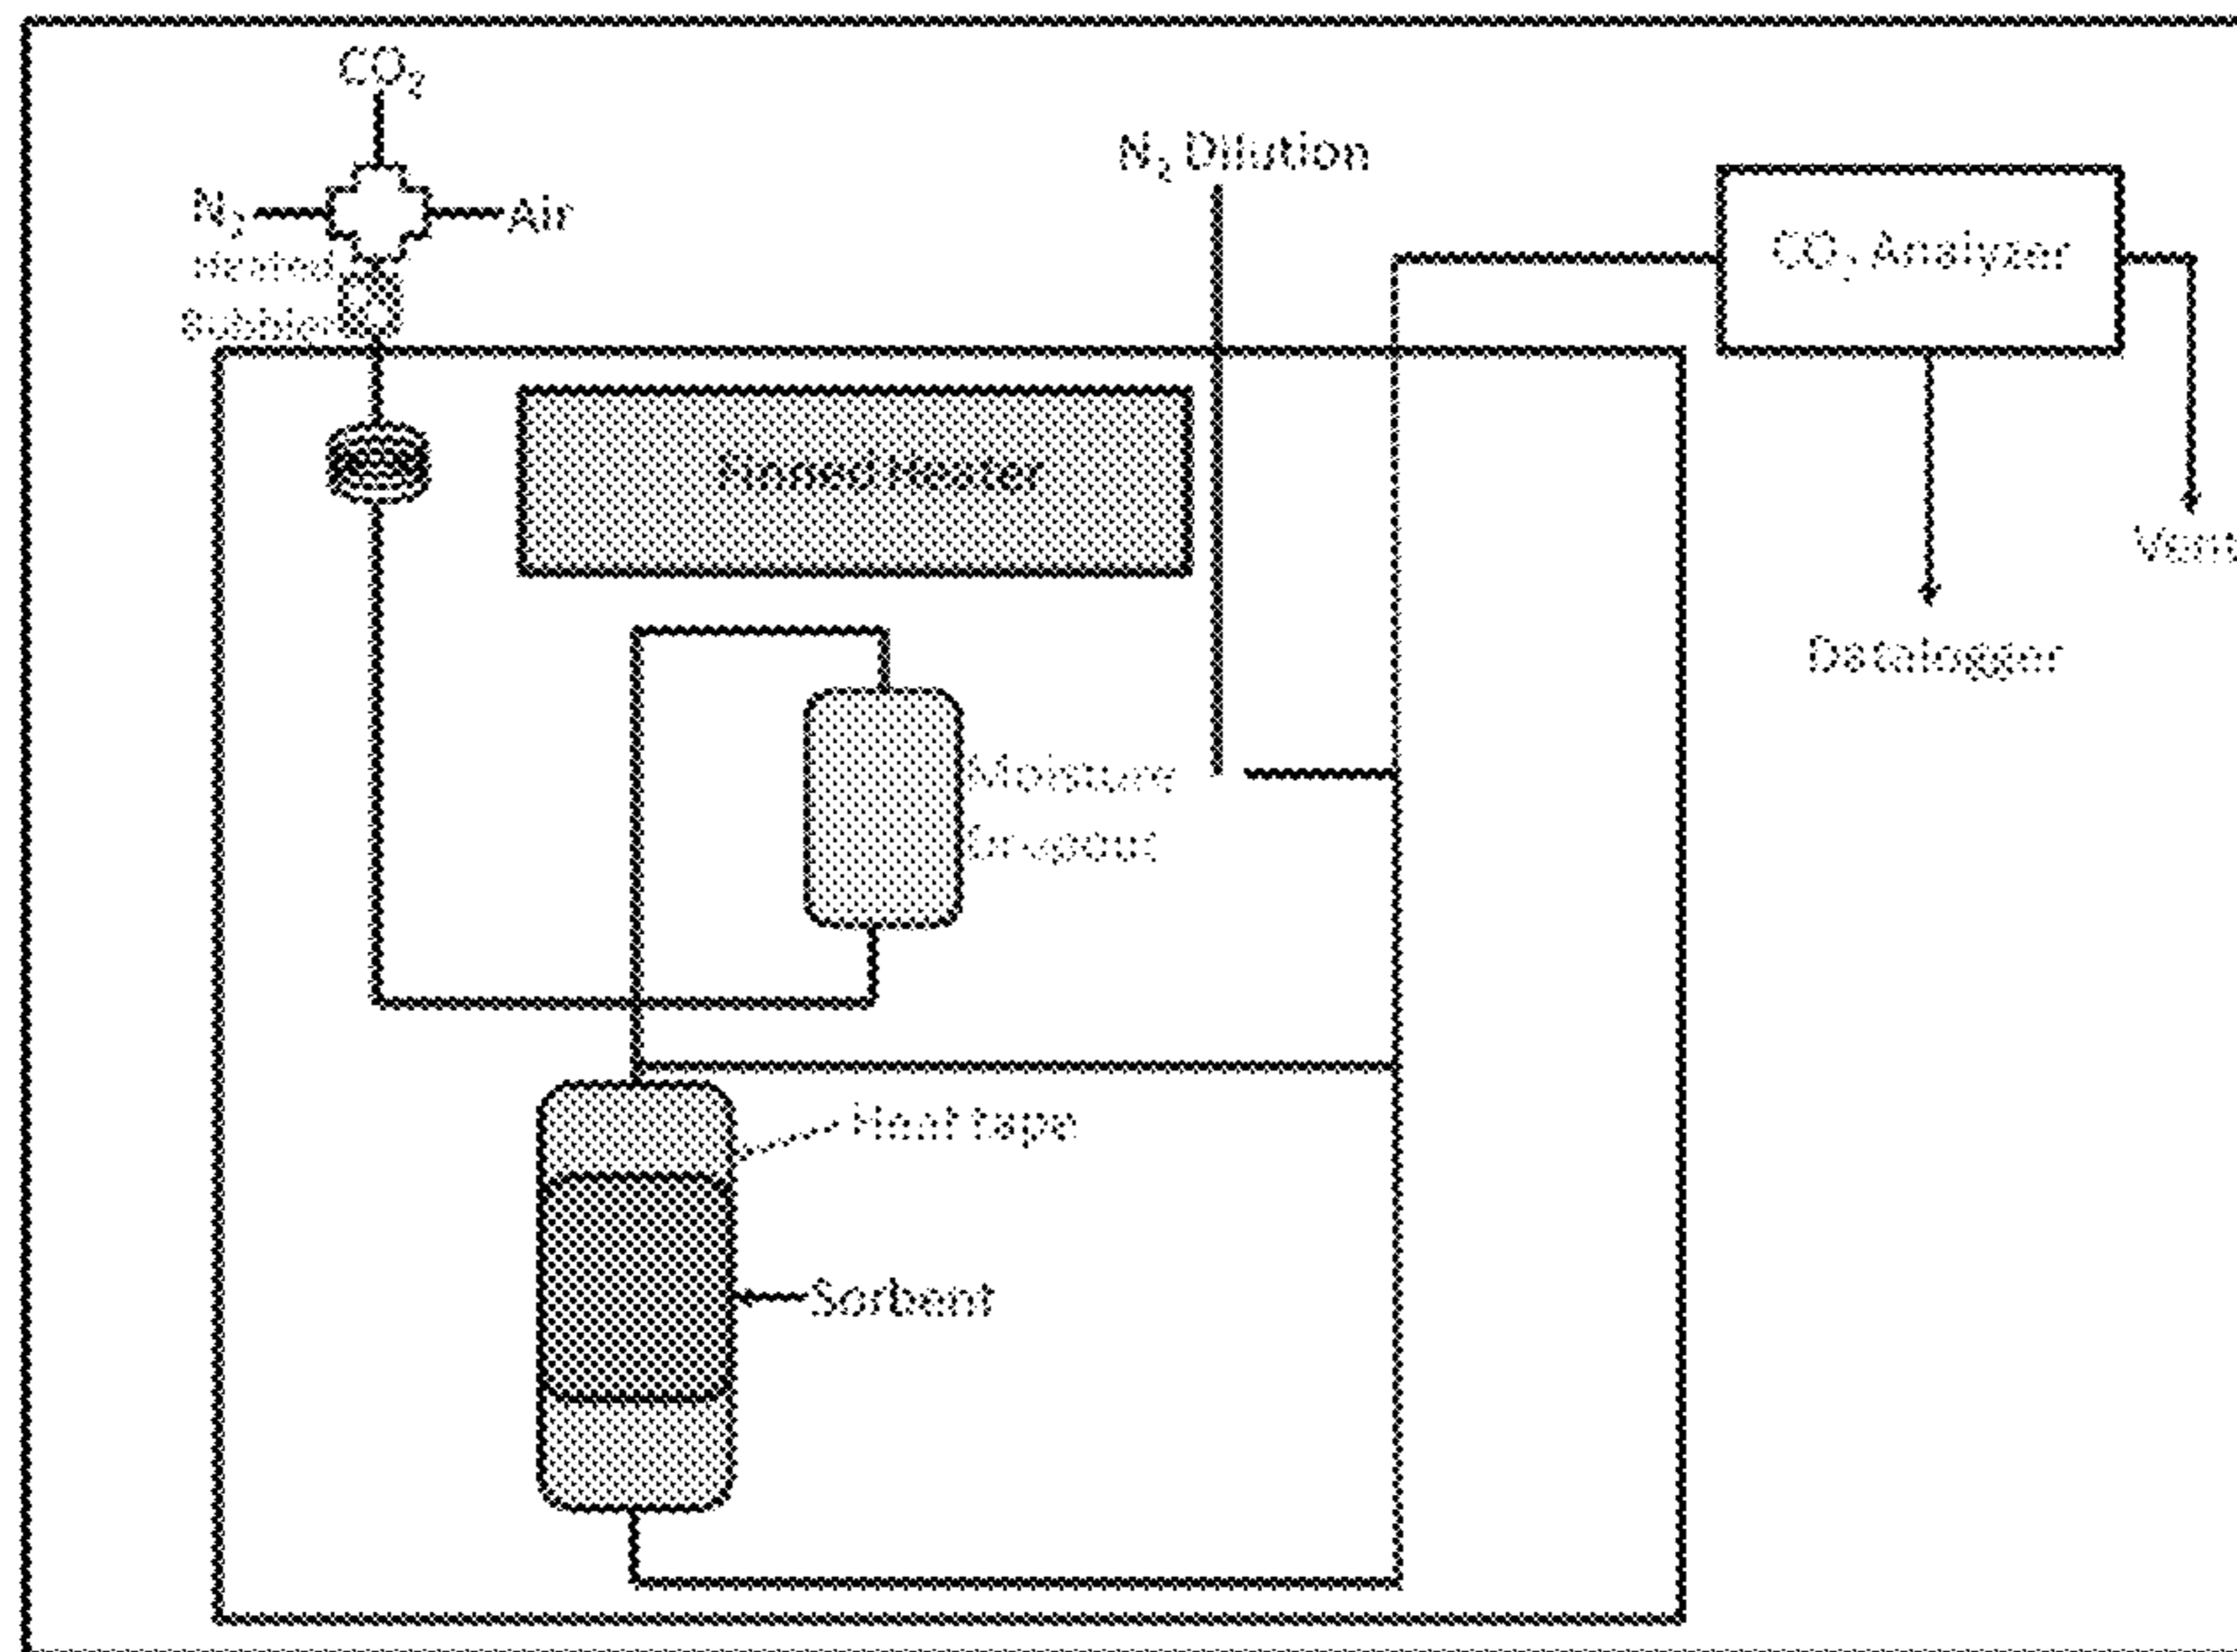 CO₂
N₂ Dilution
N₂
Air
CO₂ Analyzer
Heated
Bubbler
Finned Heater
Vent
Datalogger
Moisture
Dropout
Heat tape
Sorbent